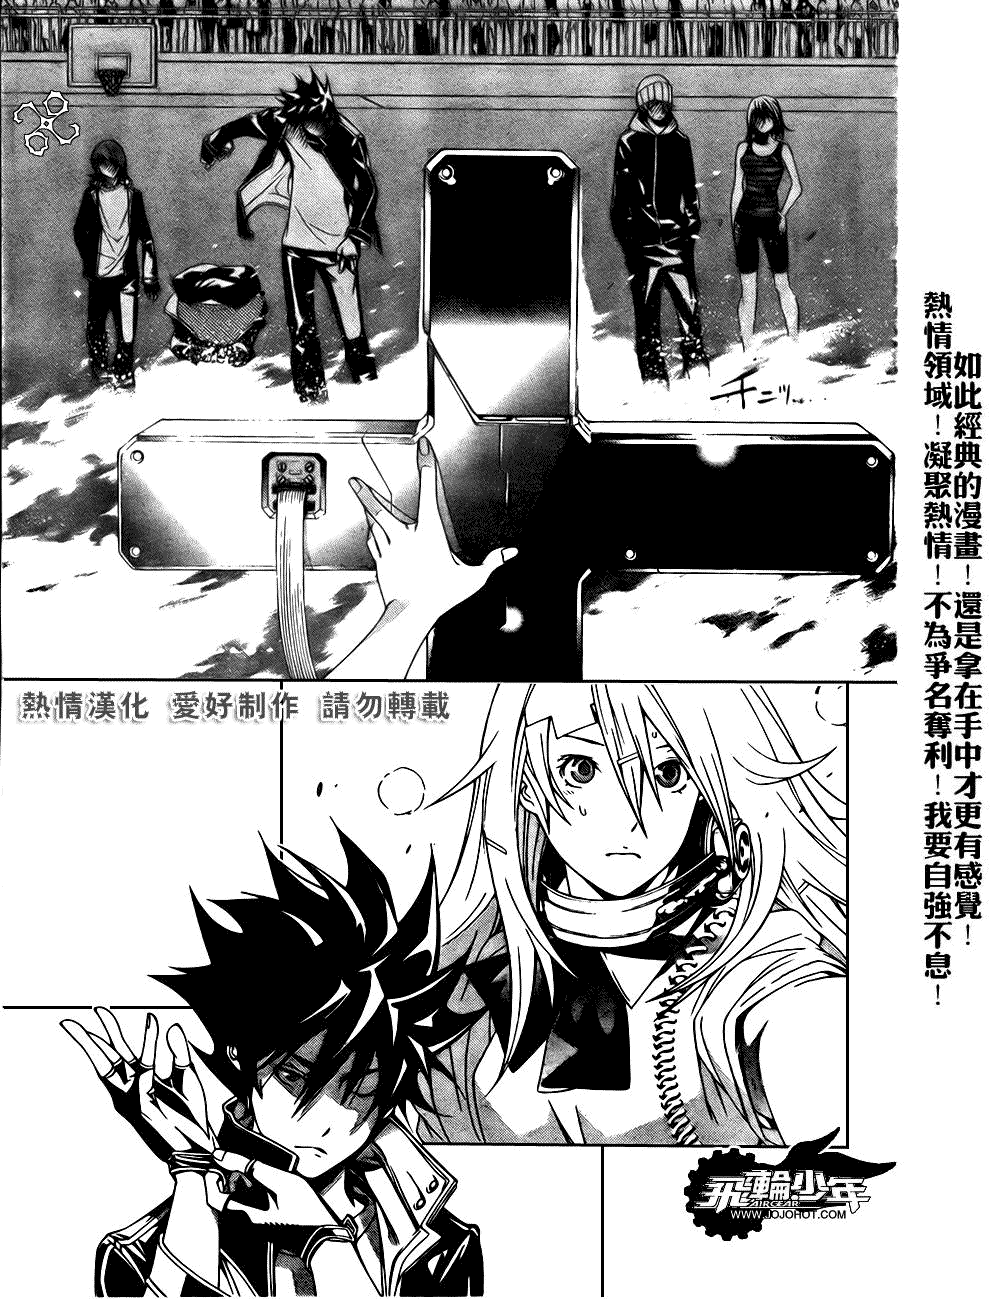 如此經典的漫畫！還是拿在手中才更有感覺！
熱情領域！凝聚熱情！不為爭名奪利！我要自強不息！
チニツ
熱情漢化 愛好制作 請勿轉載
飛輪少年
AIRGEAR
WWW.JOJOHOT.COM